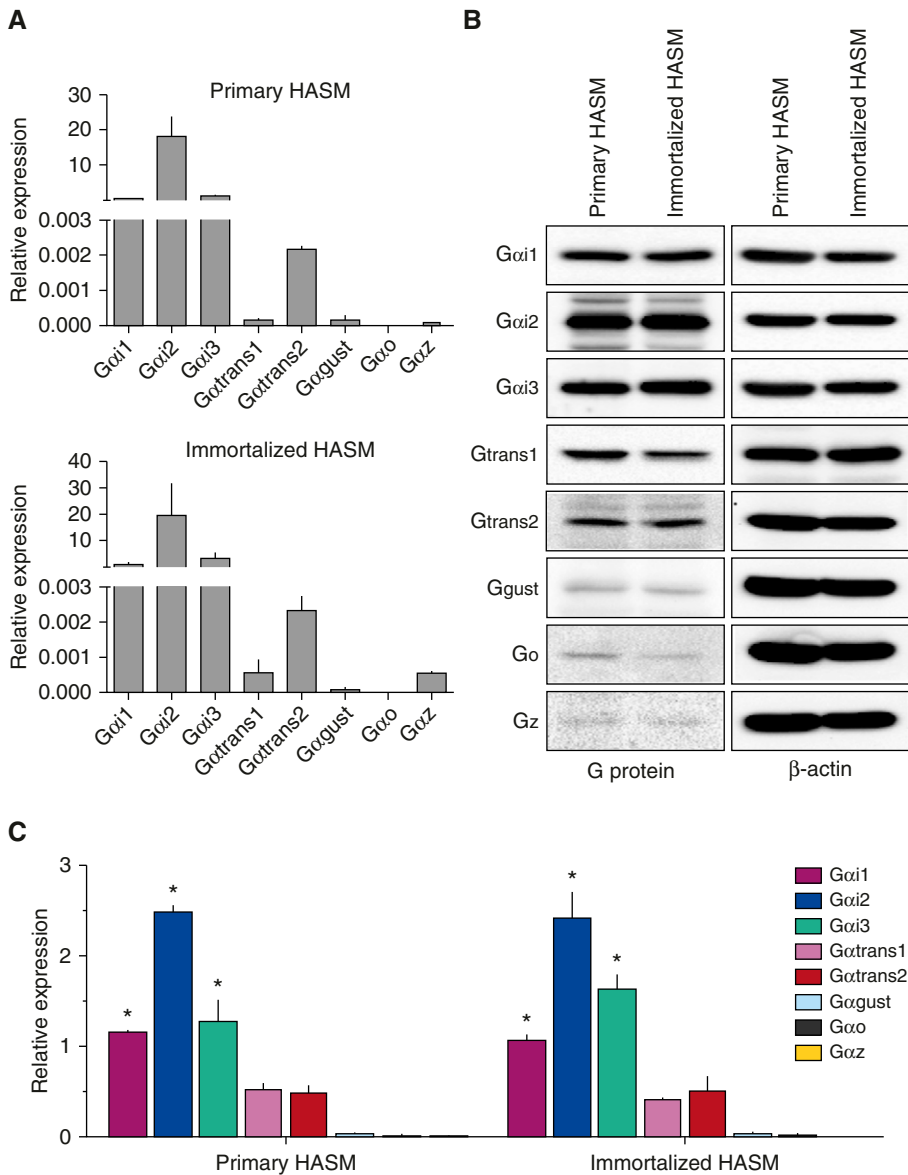 A
Primary HASM
Relative expression
30
20
10
0.003
0.002
0.001
0.000
Gαi1
Gαi2
Gαi3
Gαtrans1
Gαtrans2
Gαgust
Gαo
Gαz
Immortalized HASM
Relative expression
40
30
20
10
0.003
0.002
0.001
0.000
Gαi1
Gαi2
Gαi3
Gαtrans1
Gαtrans2
Gαgust
Gαo
Gαz
B
Primary HASM
Immortalized HASM
Primary HASM
Immortalized HASM
Gαi1
Gαi2
Gαi3
Gtrans1
Gtrans2
Ggust
Go
Gz
G protein
β-actin
C
Relative expression
3
2
1
0
*
*
*
*
*
*
Primary HASM
Immortalized HASM
Gαi1
Gαi2
Gαi3
Gαtrans1
Gαtrans2
Gαgust
Gαo
Gαz